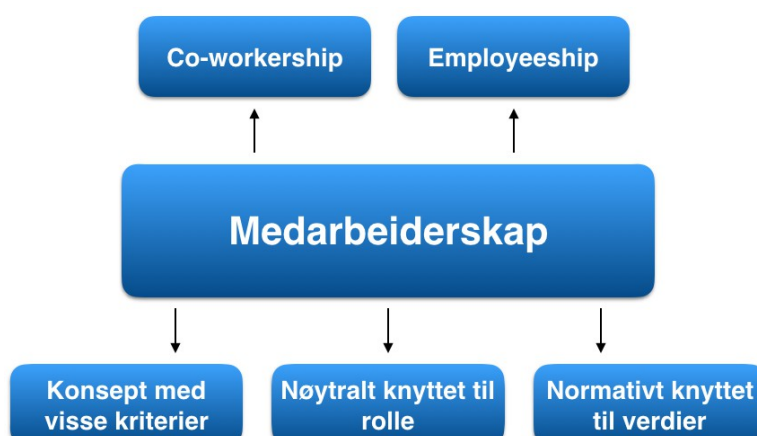 Co-workership
Employeeship
Medarbeiderskap
Konsept med
visse kriterier
Nøytralt knyttet til
rolle
Normativt knyttet
til verdier